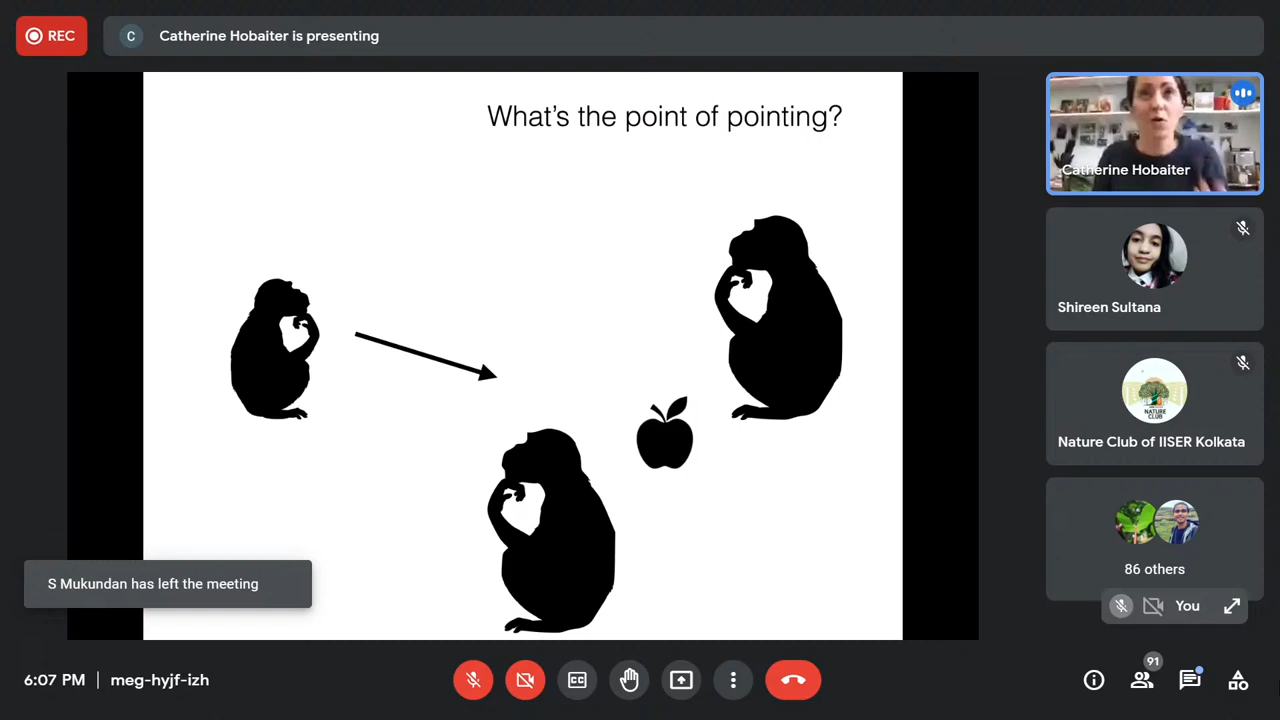 REC
C
Catherine Hobaiter is presenting
What's the point of pointing?
Catherine Hobaiter
Shireen Sultana
NATURE
CLUB
Nature Club of IISER Kolkata
86 others
S Mukundan has left the meeting
You
6:07 PM | meg-hyjf-izh
CC
91